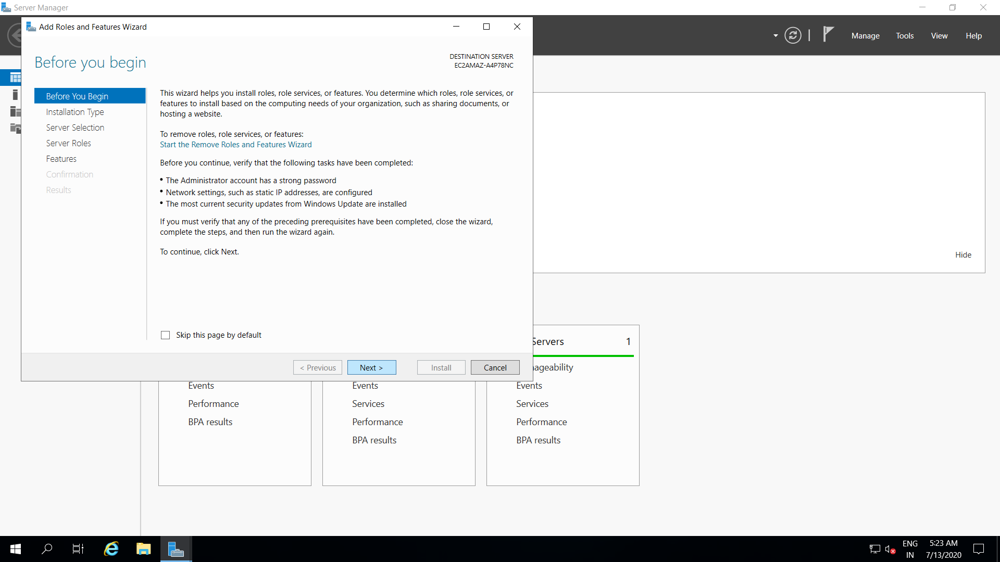 Server Manager
Add Roles and Features Wizard
Manage
Tools
View
Help
Before you begin
DESTINATION SERVER
EC2AMAZ-A4P78NC
Before You Begin
Installation Type
Server Selection
Server Roles
Features
Confirmation
Results
This wizard helps you install roles, role services, or features. You determine which roles, role services, or
features to install based on the computing needs of your organization, such as sharing documents, or
hosting a website.
To remove roles, role services, or features:
Start the Remove Roles and Features Wizard
Before you continue, verify that the following tasks have been completed:
• The Administrator account has a strong password
• Network settings, such as static IP addresses, are configured
• The most current security updates from Windows Update are installed
If you must verify that any of the preceding prerequisites have been completed, close the wizard,
complete the steps, and then run the wizard again.
To continue, click Next.
Skip this page by default
< Previous
Next >
Install
Cancel
Hide
Servers 1
nageability
Events
Performance
BPA results
Events
Services
Performance
BPA results
Events
Services
Performance
BPA results
ENG
IN
5:23 AM
7/13/2020